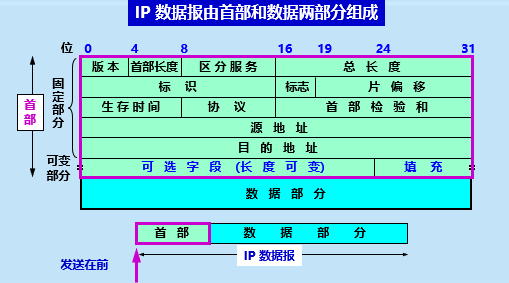 IP 数据报由首部和数据两部分组成
位 0 4 8 16 19 24 31
版本 首部长度 区分服务 总长度
标识 标志 片偏移
生存时间 协议 首部检验和
源地址
目的地址
可选字段 (长度可变) 填充
数据部分
首部
固定部分
可变部分
首部 数据部分
IP 数据报
发送在前